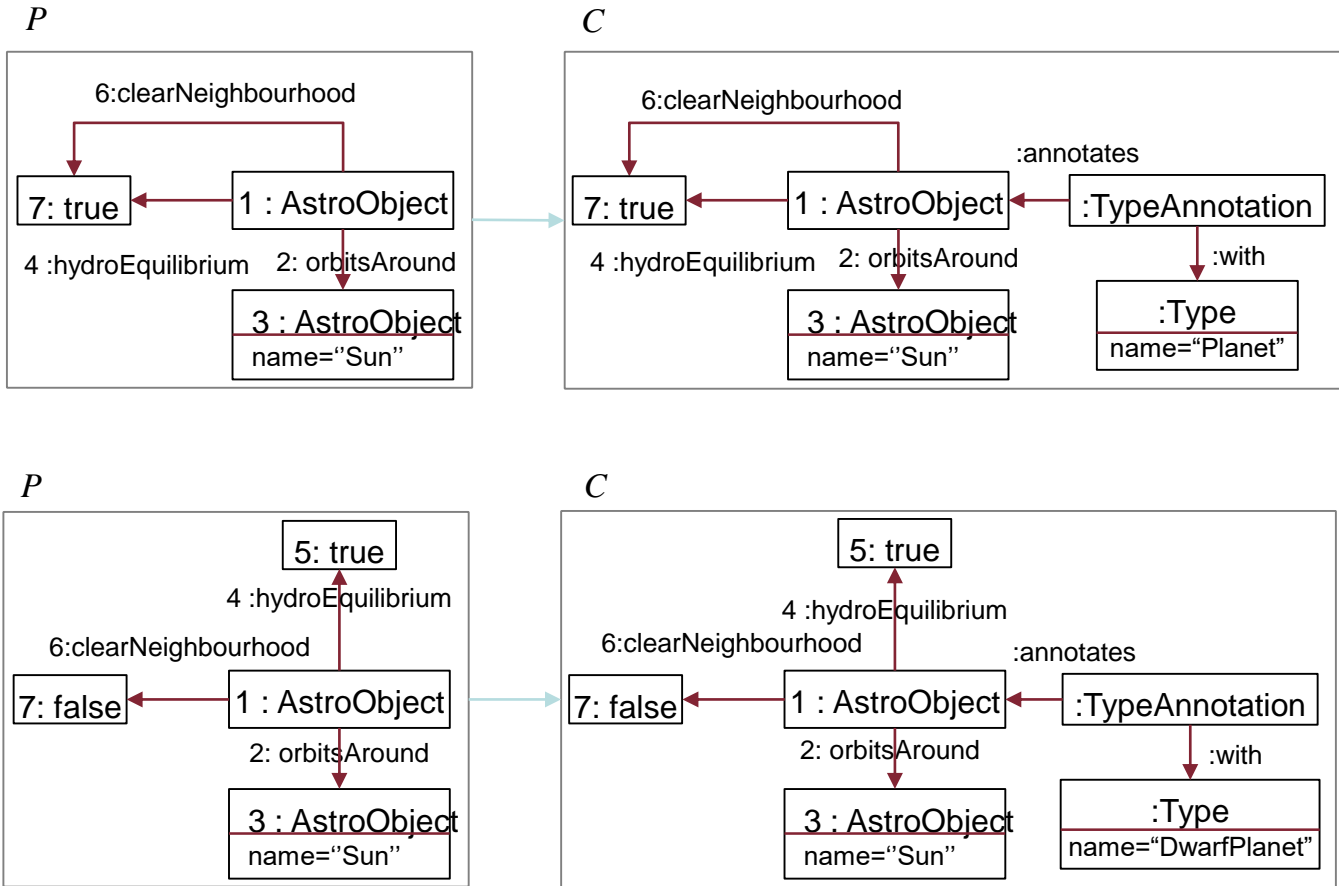 P
6:clearNeighbourhood
7: true
1 : AstroObject
4 :hydroEquilibrium
2: orbitsAround
3 : AstroObject
name=‘‘Sun’’
C
6:clearNeighbourhood
:annotates
7: true
1 : AstroObject
:TypeAnnotation
4 :hydroEquilibrium
2: orbitsAround
:with
3 : AstroObject
name=‘‘Sun’’
:Type
name=“Planet”
P
5: true
4 :hydroEquilibrium
6:clearNeighbourhood
7: false
1 : AstroObject
2: orbitsAround
3 : AstroObject
name=‘‘Sun’’
C
5: true
4 :hydroEquilibrium
6:clearNeighbourhood
:annotates
7: false
1 : AstroObject
:TypeAnnotation
2: orbitsAround
:with
3 : AstroObject
name=‘‘Sun’’
:Type
name=“DwarfPlanet”